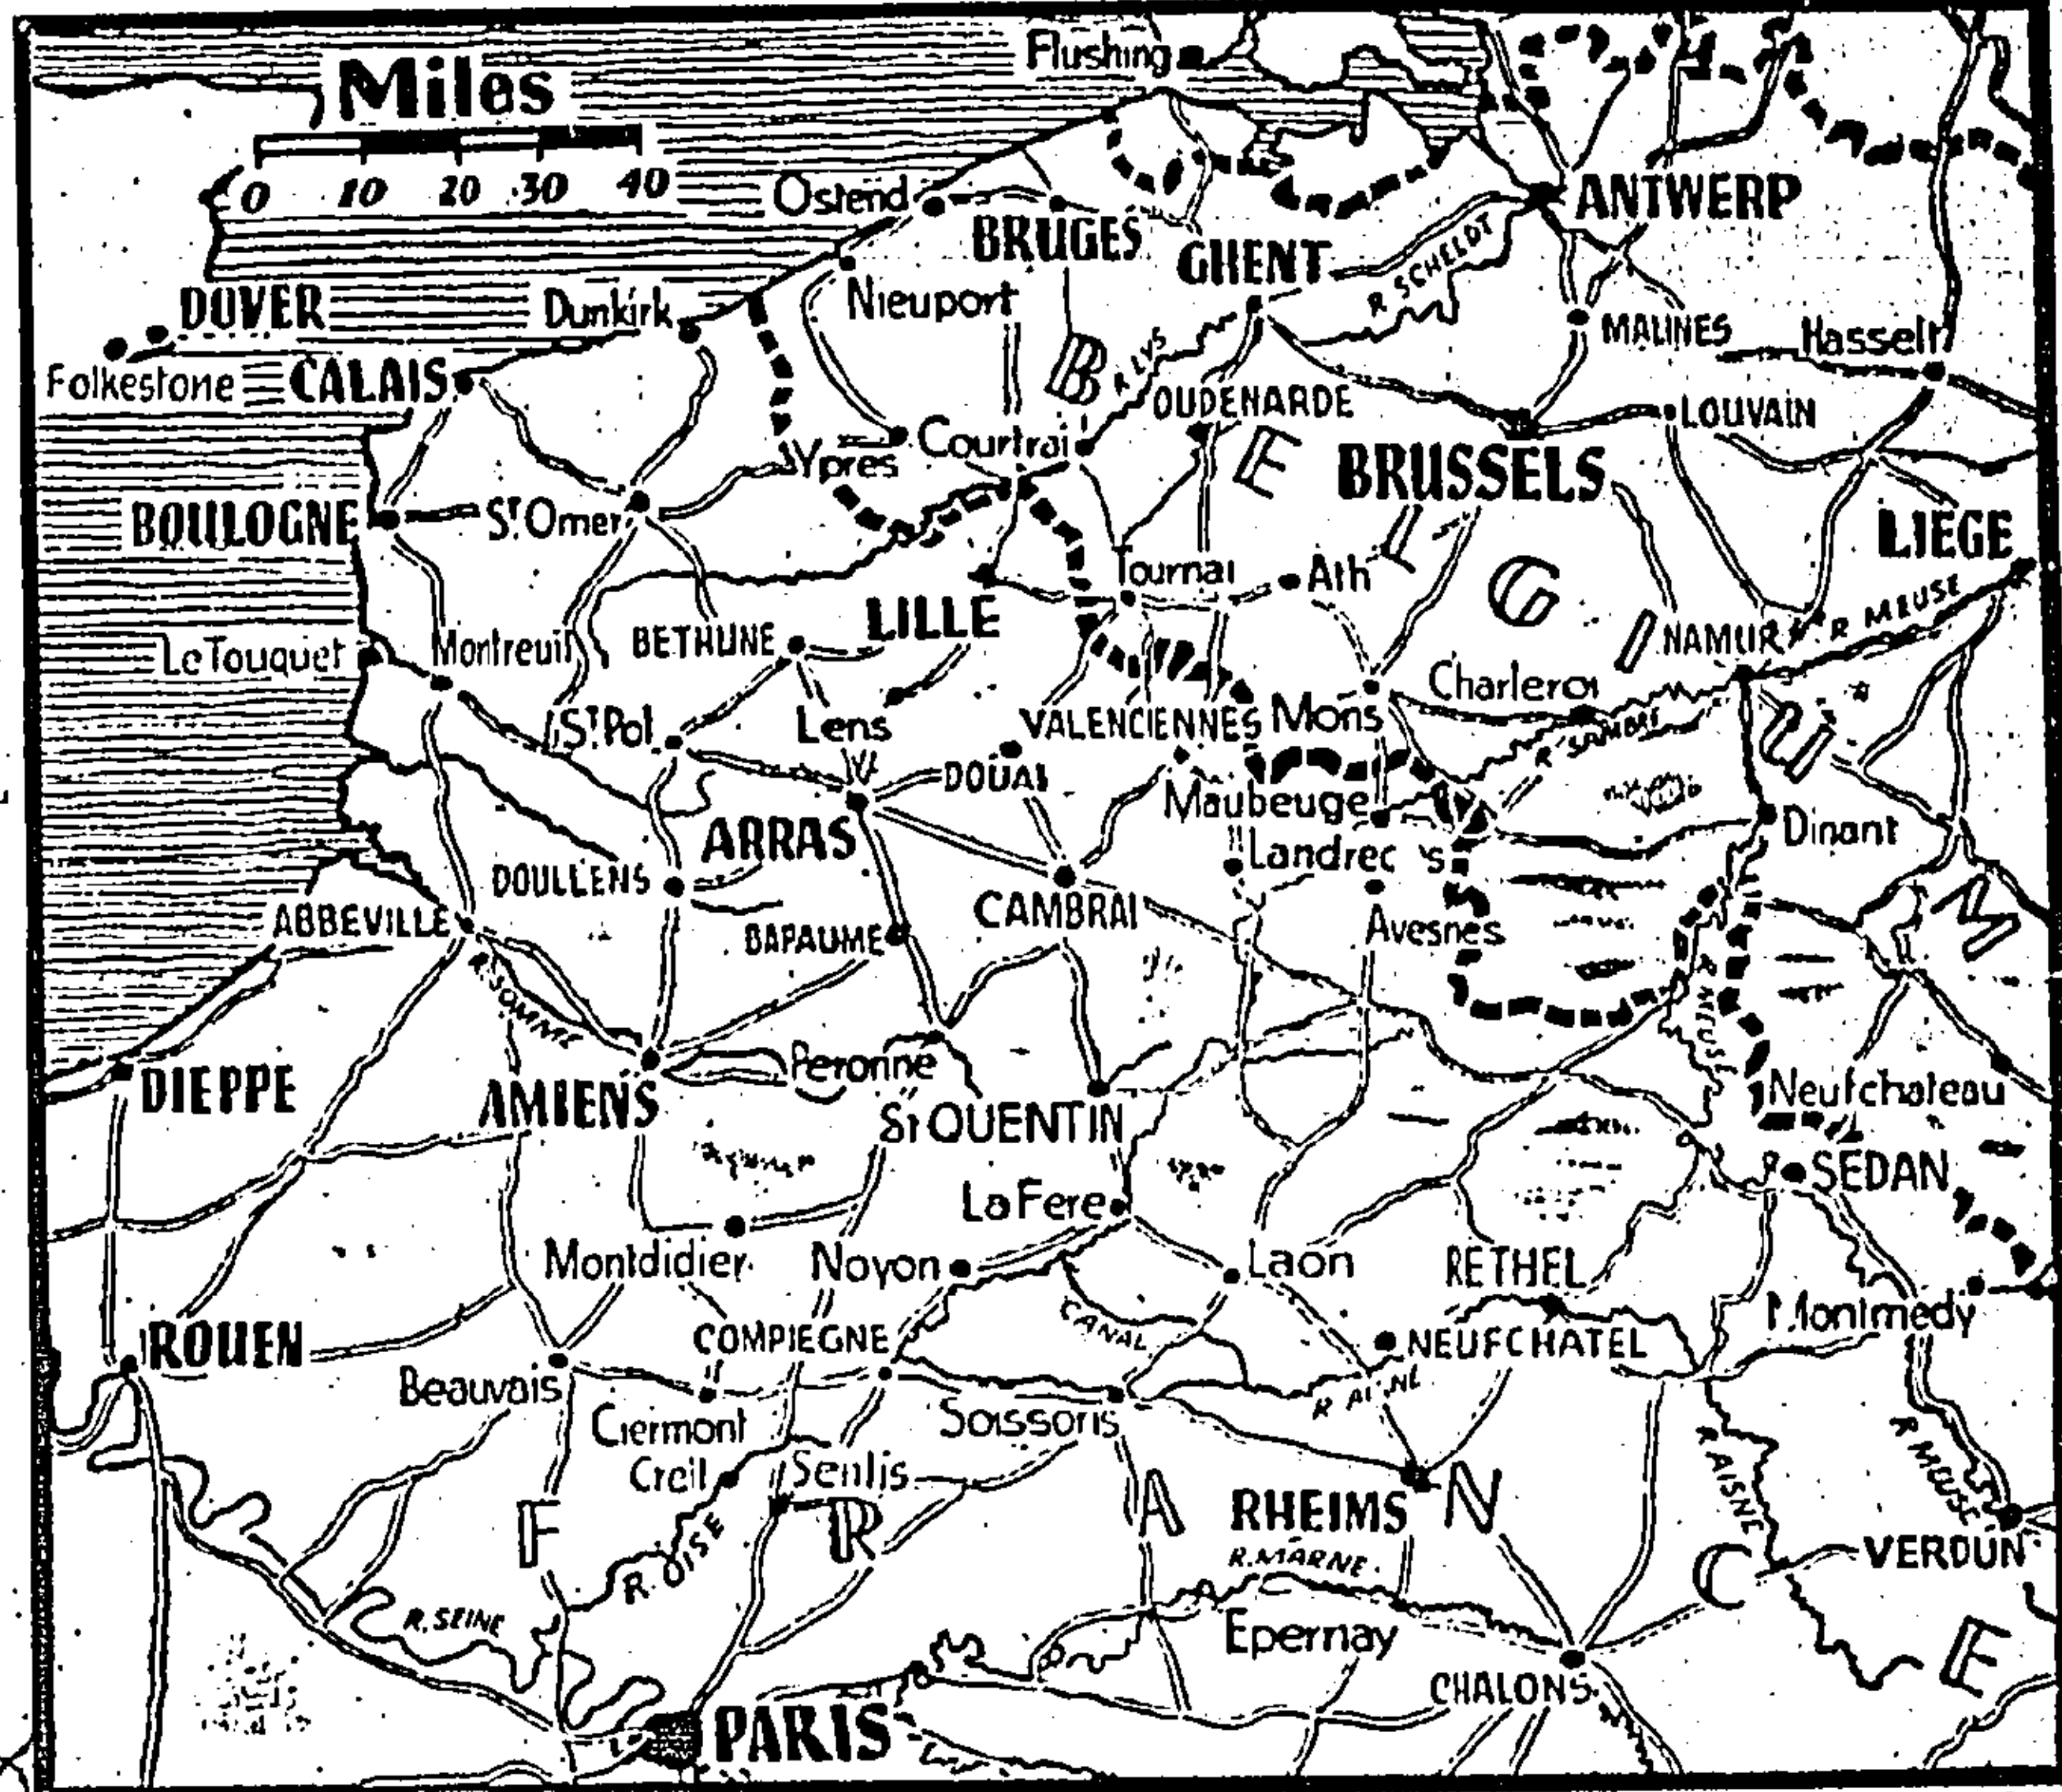 Flushing
Miles
0 10 20 30 40
Ostend
ANTWERP
BRUGES
GHENT
R SCHELDT
DOVER
Dunkirk
Nieuport
MALINES
Hasselt
Folkestone
CALAIS
B
R LYS
OUDENARDE
LOUVAIN
Ypres
Courtrai
E
BRUSSELS
BOULOGNE
St. Omer
L
LIEGE
Tournai
Ath
G
R MEUSE
LILLE
Le Touquet
Montreuil
BETHUNE
I
NAMUR
Charleroi
St. Pol
Lens
VALENCIENNES
Mons
R SAMBRE
U
DOUAI
Maubeuge
ARRAS
Landrec 's
Dinant
DOULLENS
ABBEVILLE
BAPAUME
CAMBRAI
Avesnes
M
R SOMME
R MEUSE
DIEPPE
AMIENS
Peronne
Neufchateau
St QUENTIN
SEDAN
La Fere
Montdidier
Noyon
Laon
RETHEL
ROUEN
COMPIEGNE
CANAL
NEUFCHATEL
Montmedy
Beauvais
R AISNE
Clermont
Soissons
Creil
Senlis
R AISNE
R MEUSE
F
R
A
RHEIMS
N
R. OISE
R. MARNE
C
VERDUN
R. SEINE
Epernay
E
CHALONS
PARIS